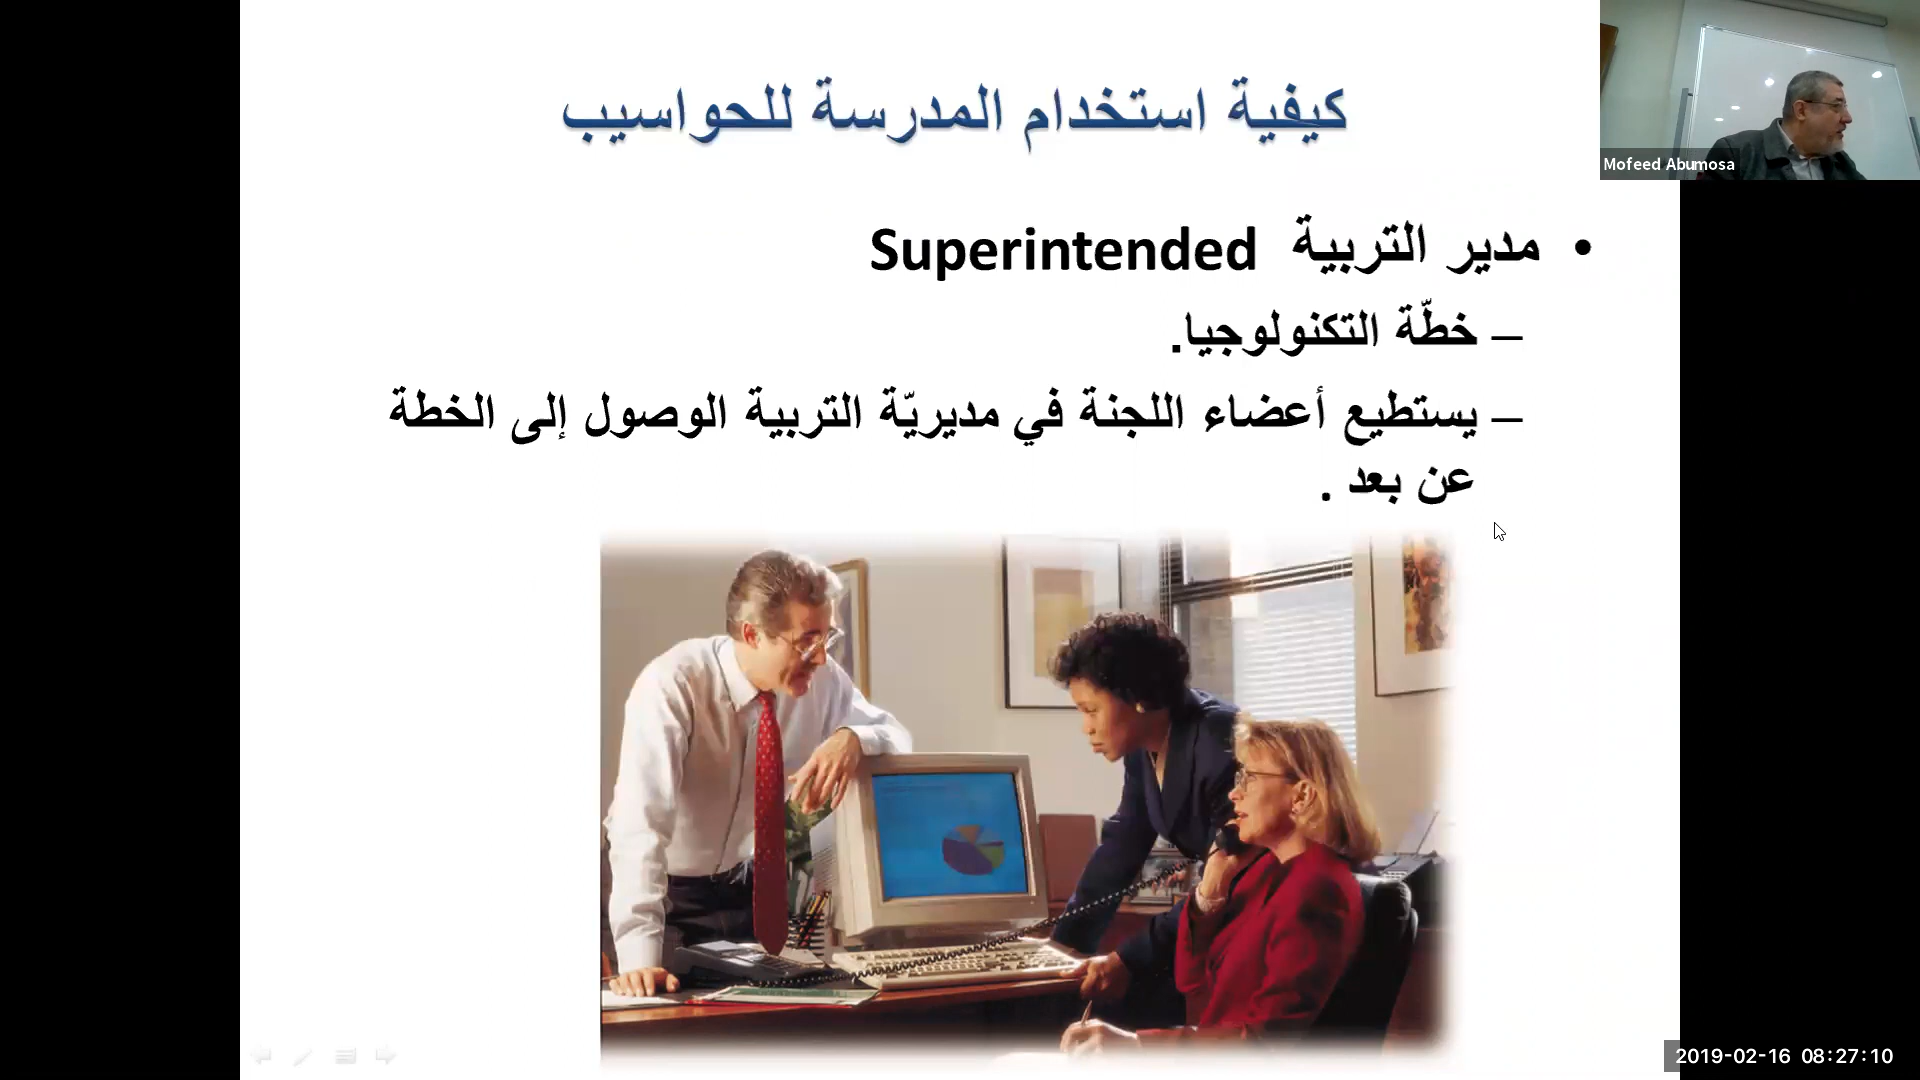 كيفية استخدام المدرسة للحواسيب
Mofeed Abumosa
• مدير التربية Superintended
– خطّة التكنولوجيا.
– يستطيع أعضاء اللجنة في مديريّة التربية الوصول إلى الخطة
عن بعد .
2019-02-16 08:27:10